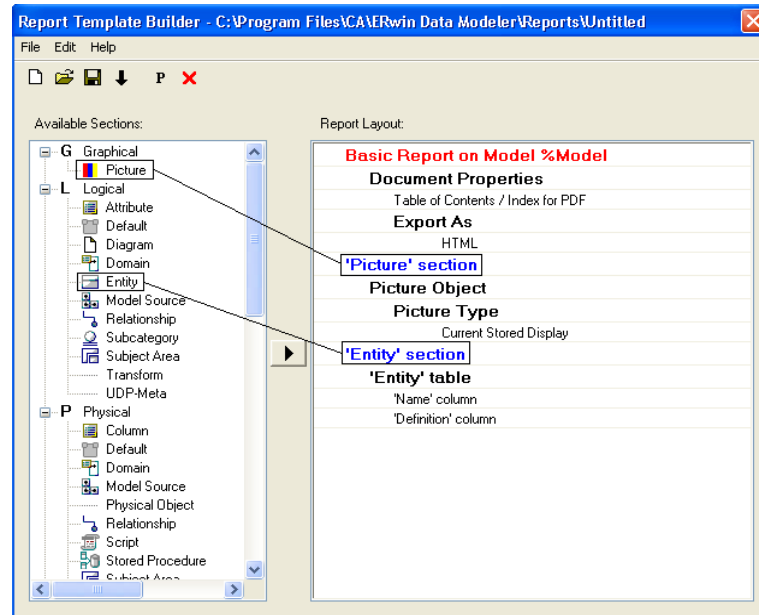 Report Template Builder - C:\Program Files\CA\ERwin Data Modeler\Reports\Untitled
File Edit Help
P
Available Sections:
G Graphical
Picture
L Logical
Attribute
Default
Diagram
Domain
Entity
Model Source
Relationship
Subcategory
Subject Area
Transform
UDP-Meta
P Physical
Column
Default
Domain
Model Source
Physical Object
Relationship
Script
Stored Procedure
Subject Area
Report Layout:
Basic Report on Model %Model
Document Properties
Table of Contents / Index for PDF
Export As
HTML
'Picture' section
Picture Object
Picture Type
Current Stored Display
'Entity' section
'Entity' table
'Name' column
'Definition' column